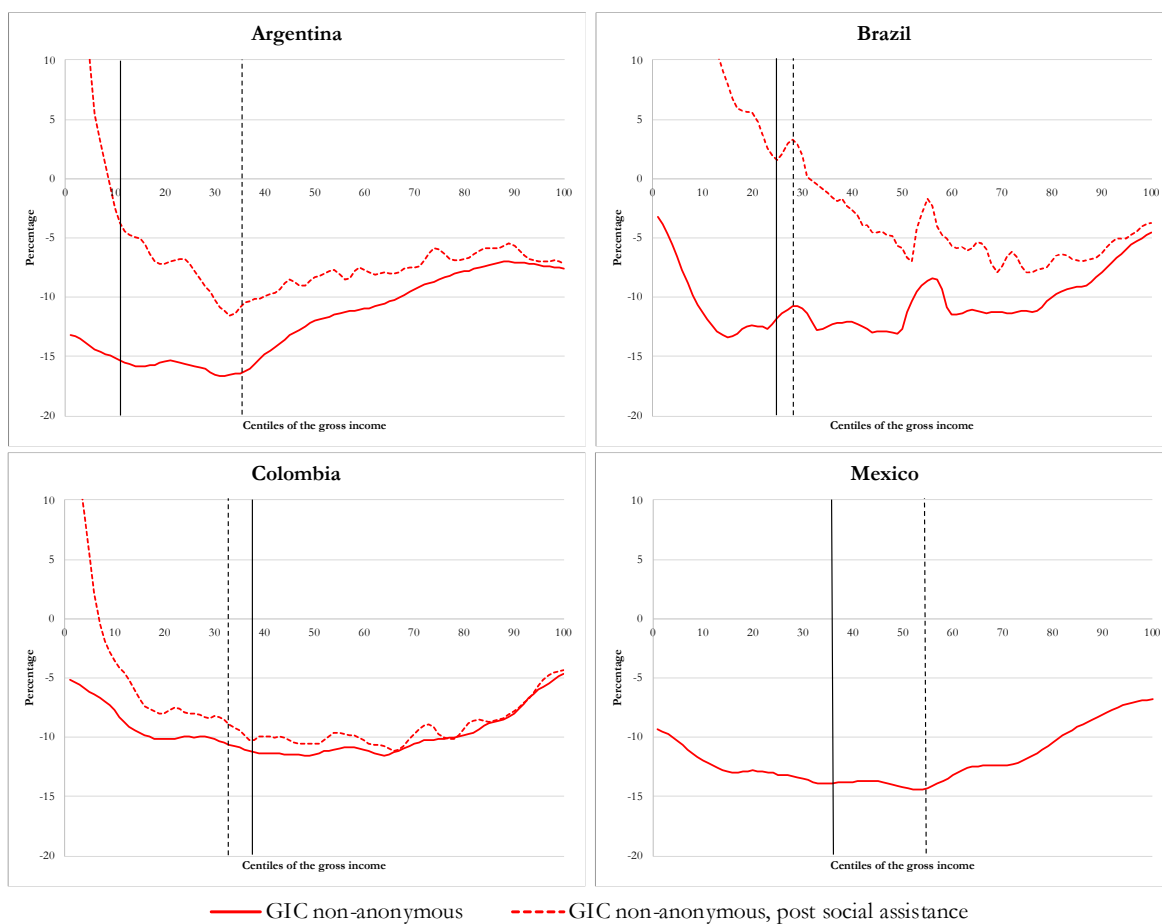 Argentina
10
5
0
-5
-10
-15
-20
0 10 20 30 40 50 60 70 80 90 100
Percentage
Centiles of the gross income
Brazil
10
5
0
-5
-10
-15
-20
0 10 20 30 40 50 60 70 80 90 100
Percentage
Centiles of the gross income
Colombia
10
5
0
-5
-10
-15
-20
0 10 20 30 40 50 60 70 80 90 100
Percentage
Centiles of the gross income
Mexico
10
5
0
-5
-10
-15
-20
0 10 20 30 40 50 60 70 80 90 100
Percentage
Centiles of the gross income
GIC non-anonymous GIC non-anonymous, post social assistance